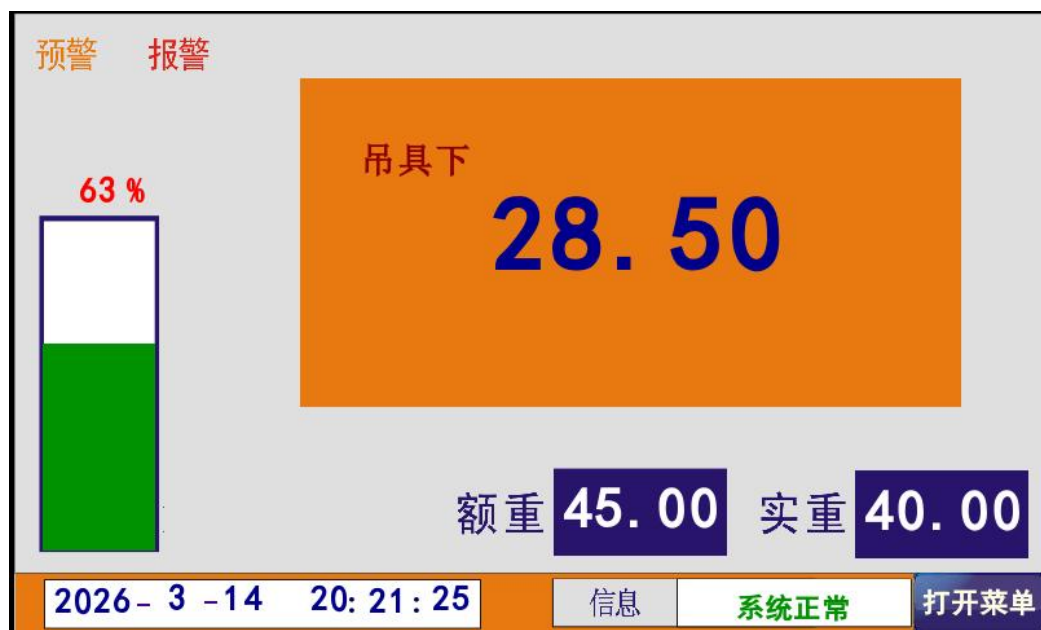 预警 报警
吊具下
63 %
28. 50
额重 45. 00 实重 40. 00
2026- 3 -14 20: 21: 25 信息 系统正常 打开菜单